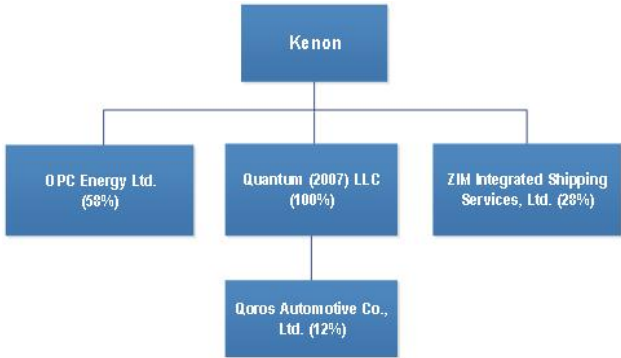 Kenon
OPC Energy Ltd.
(58%)
Quantum (2007) LLC
(100%)
ZIM Integrated Shipping
Services, Ltd. (28%)
Qoros Automotive Co.,
Ltd. (12%)